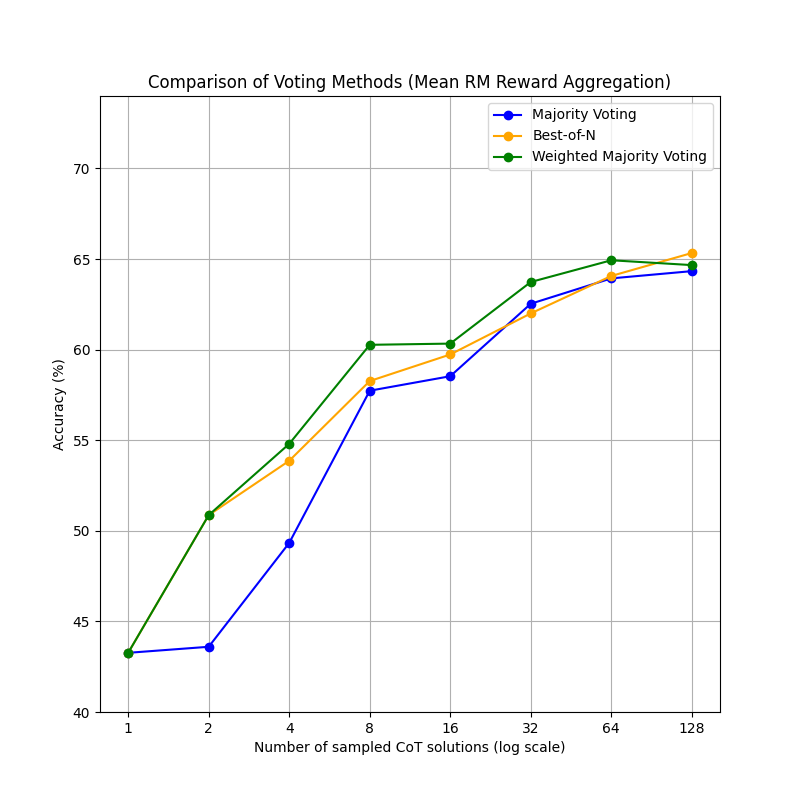 Comparison of Voting Methods (Mean RM Reward Aggregation)
Majority Voting
Best-of-N
Weighted Majority Voting
Accuracy (%)
70
65
60
55
50
45
40
1 2 4 8 16 32 64 128
Number of sampled CoT solutions (log scale)